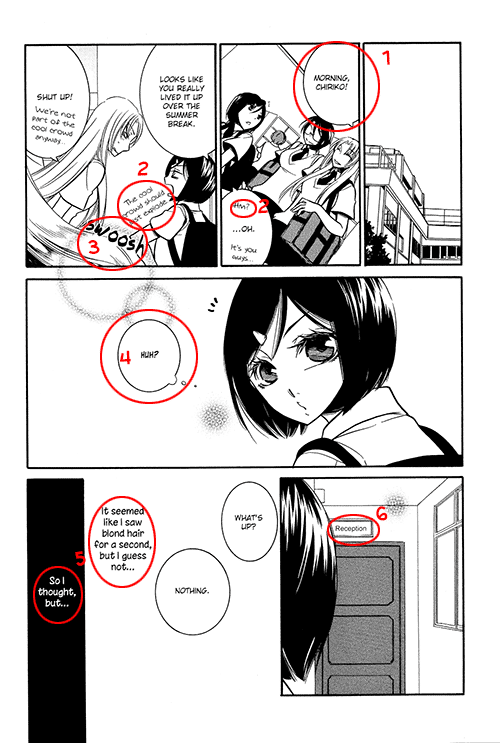 1
MORNING,
CHIRIKO!
Hm?
2
...OH.
It's you
guys...
LOOKS LIKE
YOU REALLY
LIVED IT UP
OVER THE
SUMMER
BREAK.
2
The cool
crowd should
just explode.
SHUT UP!
We're not
part of the
cool crowd
anyway...
SWOOSH
3
4
HUH?
6
Reception
WHAT'S
UP?
NOTHING.
It seemed
like I saw
blond hair
for a second,
but I guess
not...
5
So I
thought,
but...